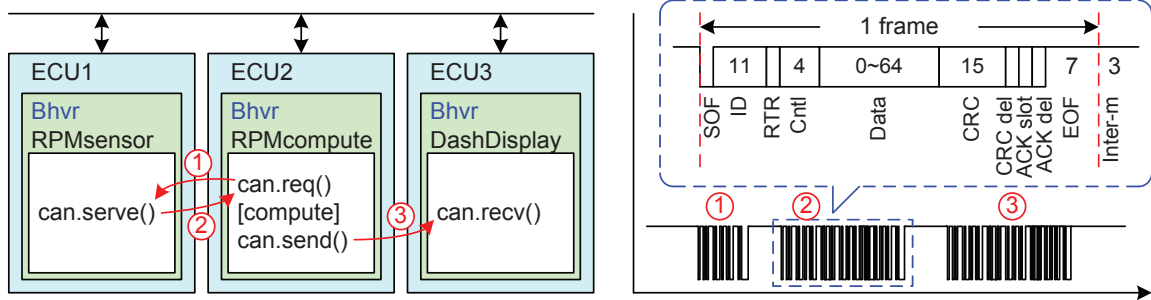 ECU1
Bhvr
RPMsensor
can.serve()
ECU2
Bhvr
RPMcompute
can.req()
[compute]
can.send()
ECU3
Bhvr
DashDisplay
can.recv()
1
2
3
1 frame
11
4
0~64
15
7
3
SOF
ID
RTR
Cntl
Data
CRC
CRC del
ACK slot
ACK del
EOF
Inter-m
1
2
3